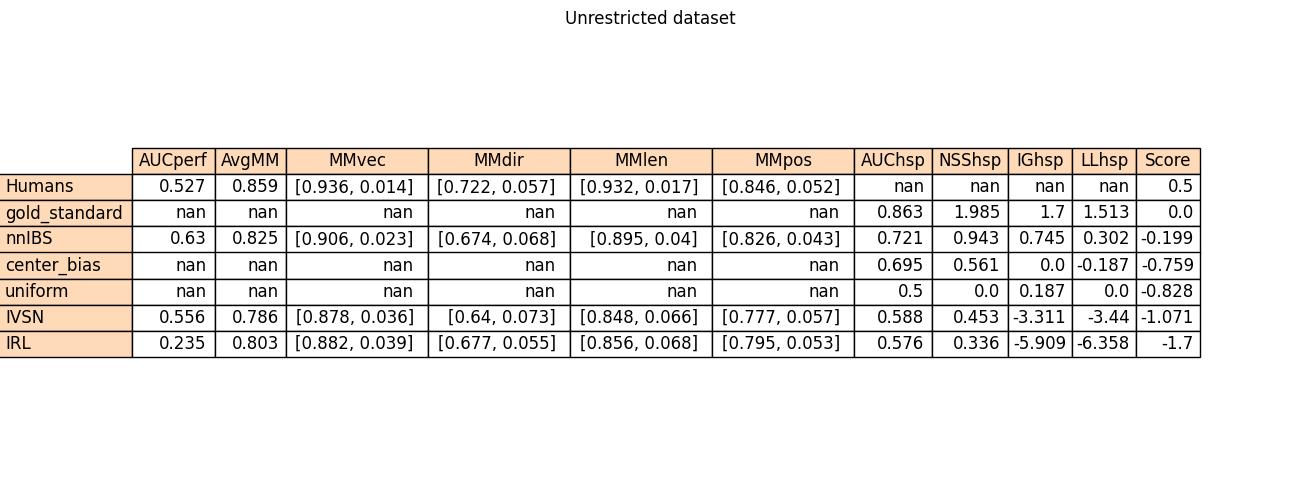 Unrestricted dataset
AUCperf AvgMM MMvec MMdir MMlen MMpos AUChsp NSShsp IGhsp LLhsp Score
Humans 0.527 0.859 [0.936, 0.014] [0.722, 0.057] [0.932, 0.017] [0.846, 0.052] nan nan nan nan 0.5
gold_standard nan nan nan nan nan nan 0.863 1.985 1.7 1.513 0.0
nnIBS 0.63 0.825 [0.906, 0.023] [0.674, 0.068] [0.895, 0.04] [0.826, 0.043] 0.721 0.943 0.745 0.302 -0.199
center_bias nan nan nan nan nan nan 0.695 0.561 0.0 -0.187 -0.759
uniform nan nan nan nan nan nan 0.5 0.0 0.187 0.0 -0.828
IVSN 0.556 0.786 [0.878, 0.036] [0.64, 0.073] [0.848, 0.066] [0.777, 0.057] 0.588 0.453 -3.311 -3.44 -1.071
IRL 0.235 0.803 [0.882, 0.039] [0.677, 0.055] [0.856, 0.068] [0.795, 0.053] 0.576 0.336 -5.909 -6.358 -1.7